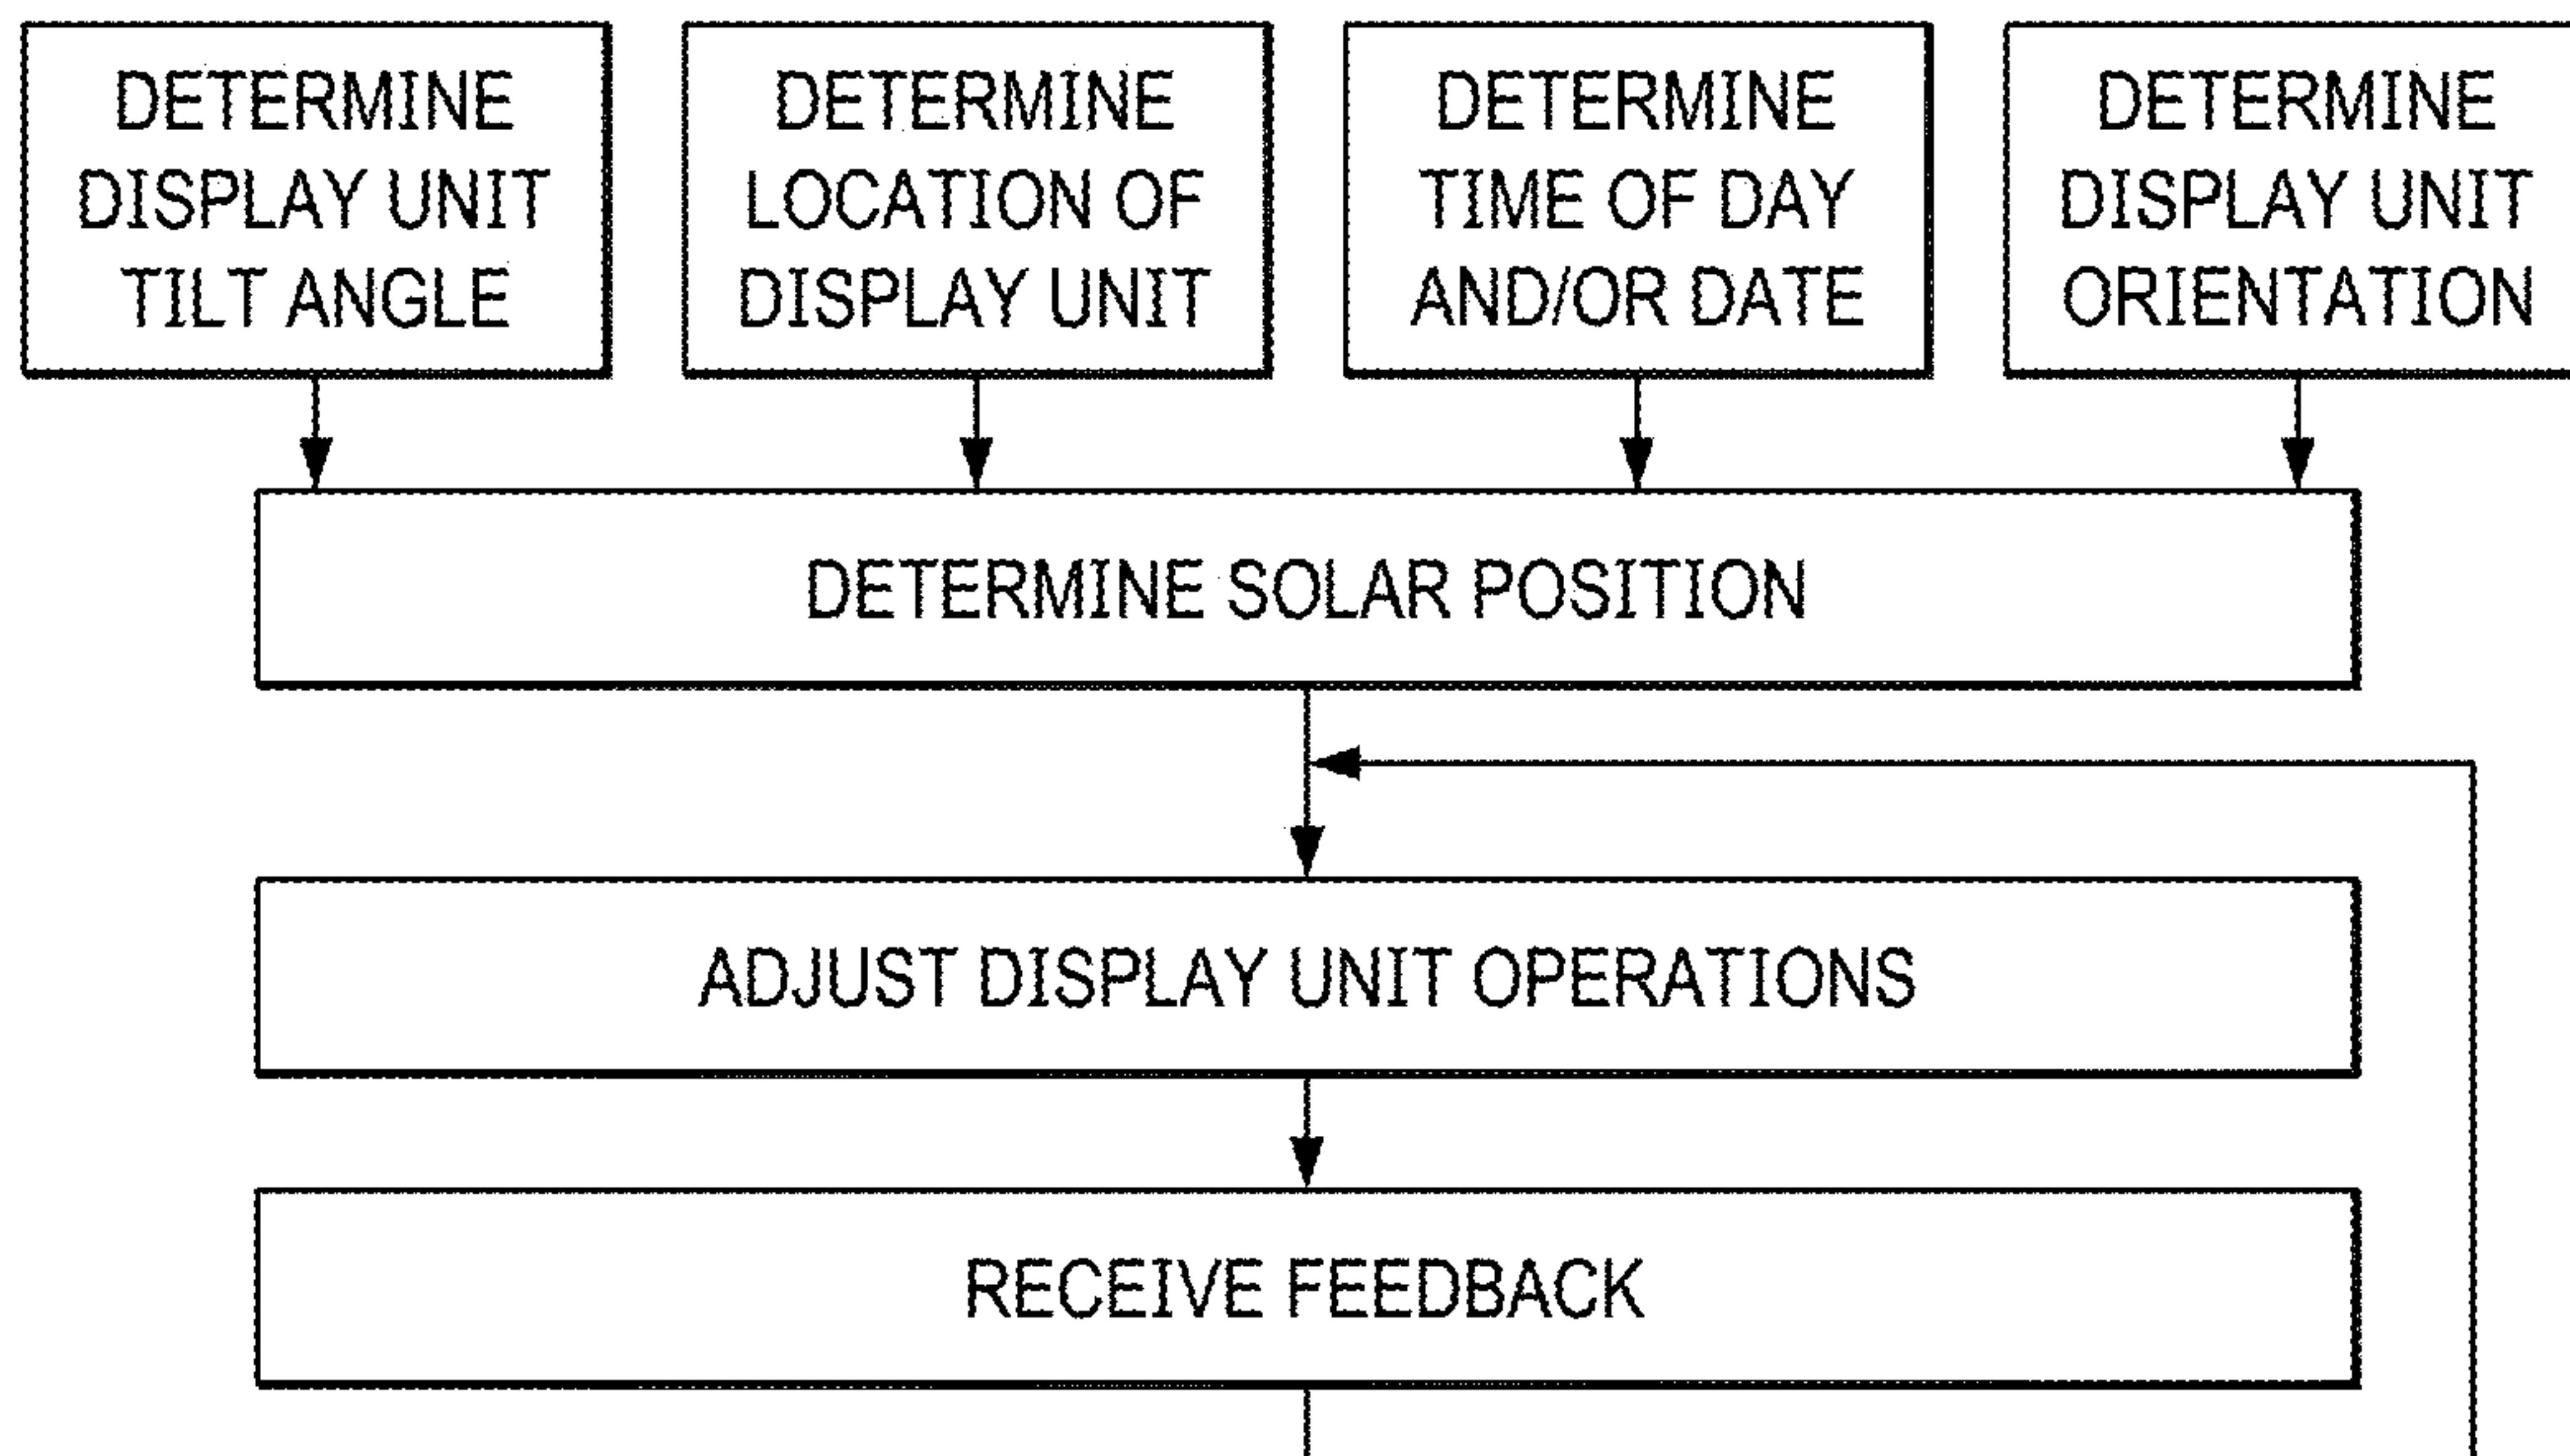 DETERMINE
DISPLAY UNIT
TILT ANGLE
DETERMINE
LOCATION OF
DISPLAY UNIT
DETERMINE
TIME OF DAY
AND/OR DATE
DETERMINE
DISPLAY UNIT
ORIENTATION
DETERMINE SOLAR POSITION
ADJUST DISPLAY UNIT OPERATIONS
RECEIVE FEEDBACK